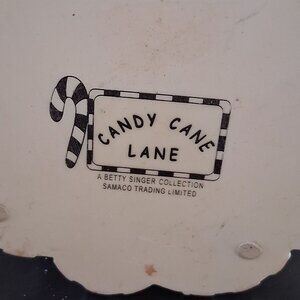 CANDY CANE
LANE
A BETTY SINGER COLLECTION
SAMACO TRADING LIMITED